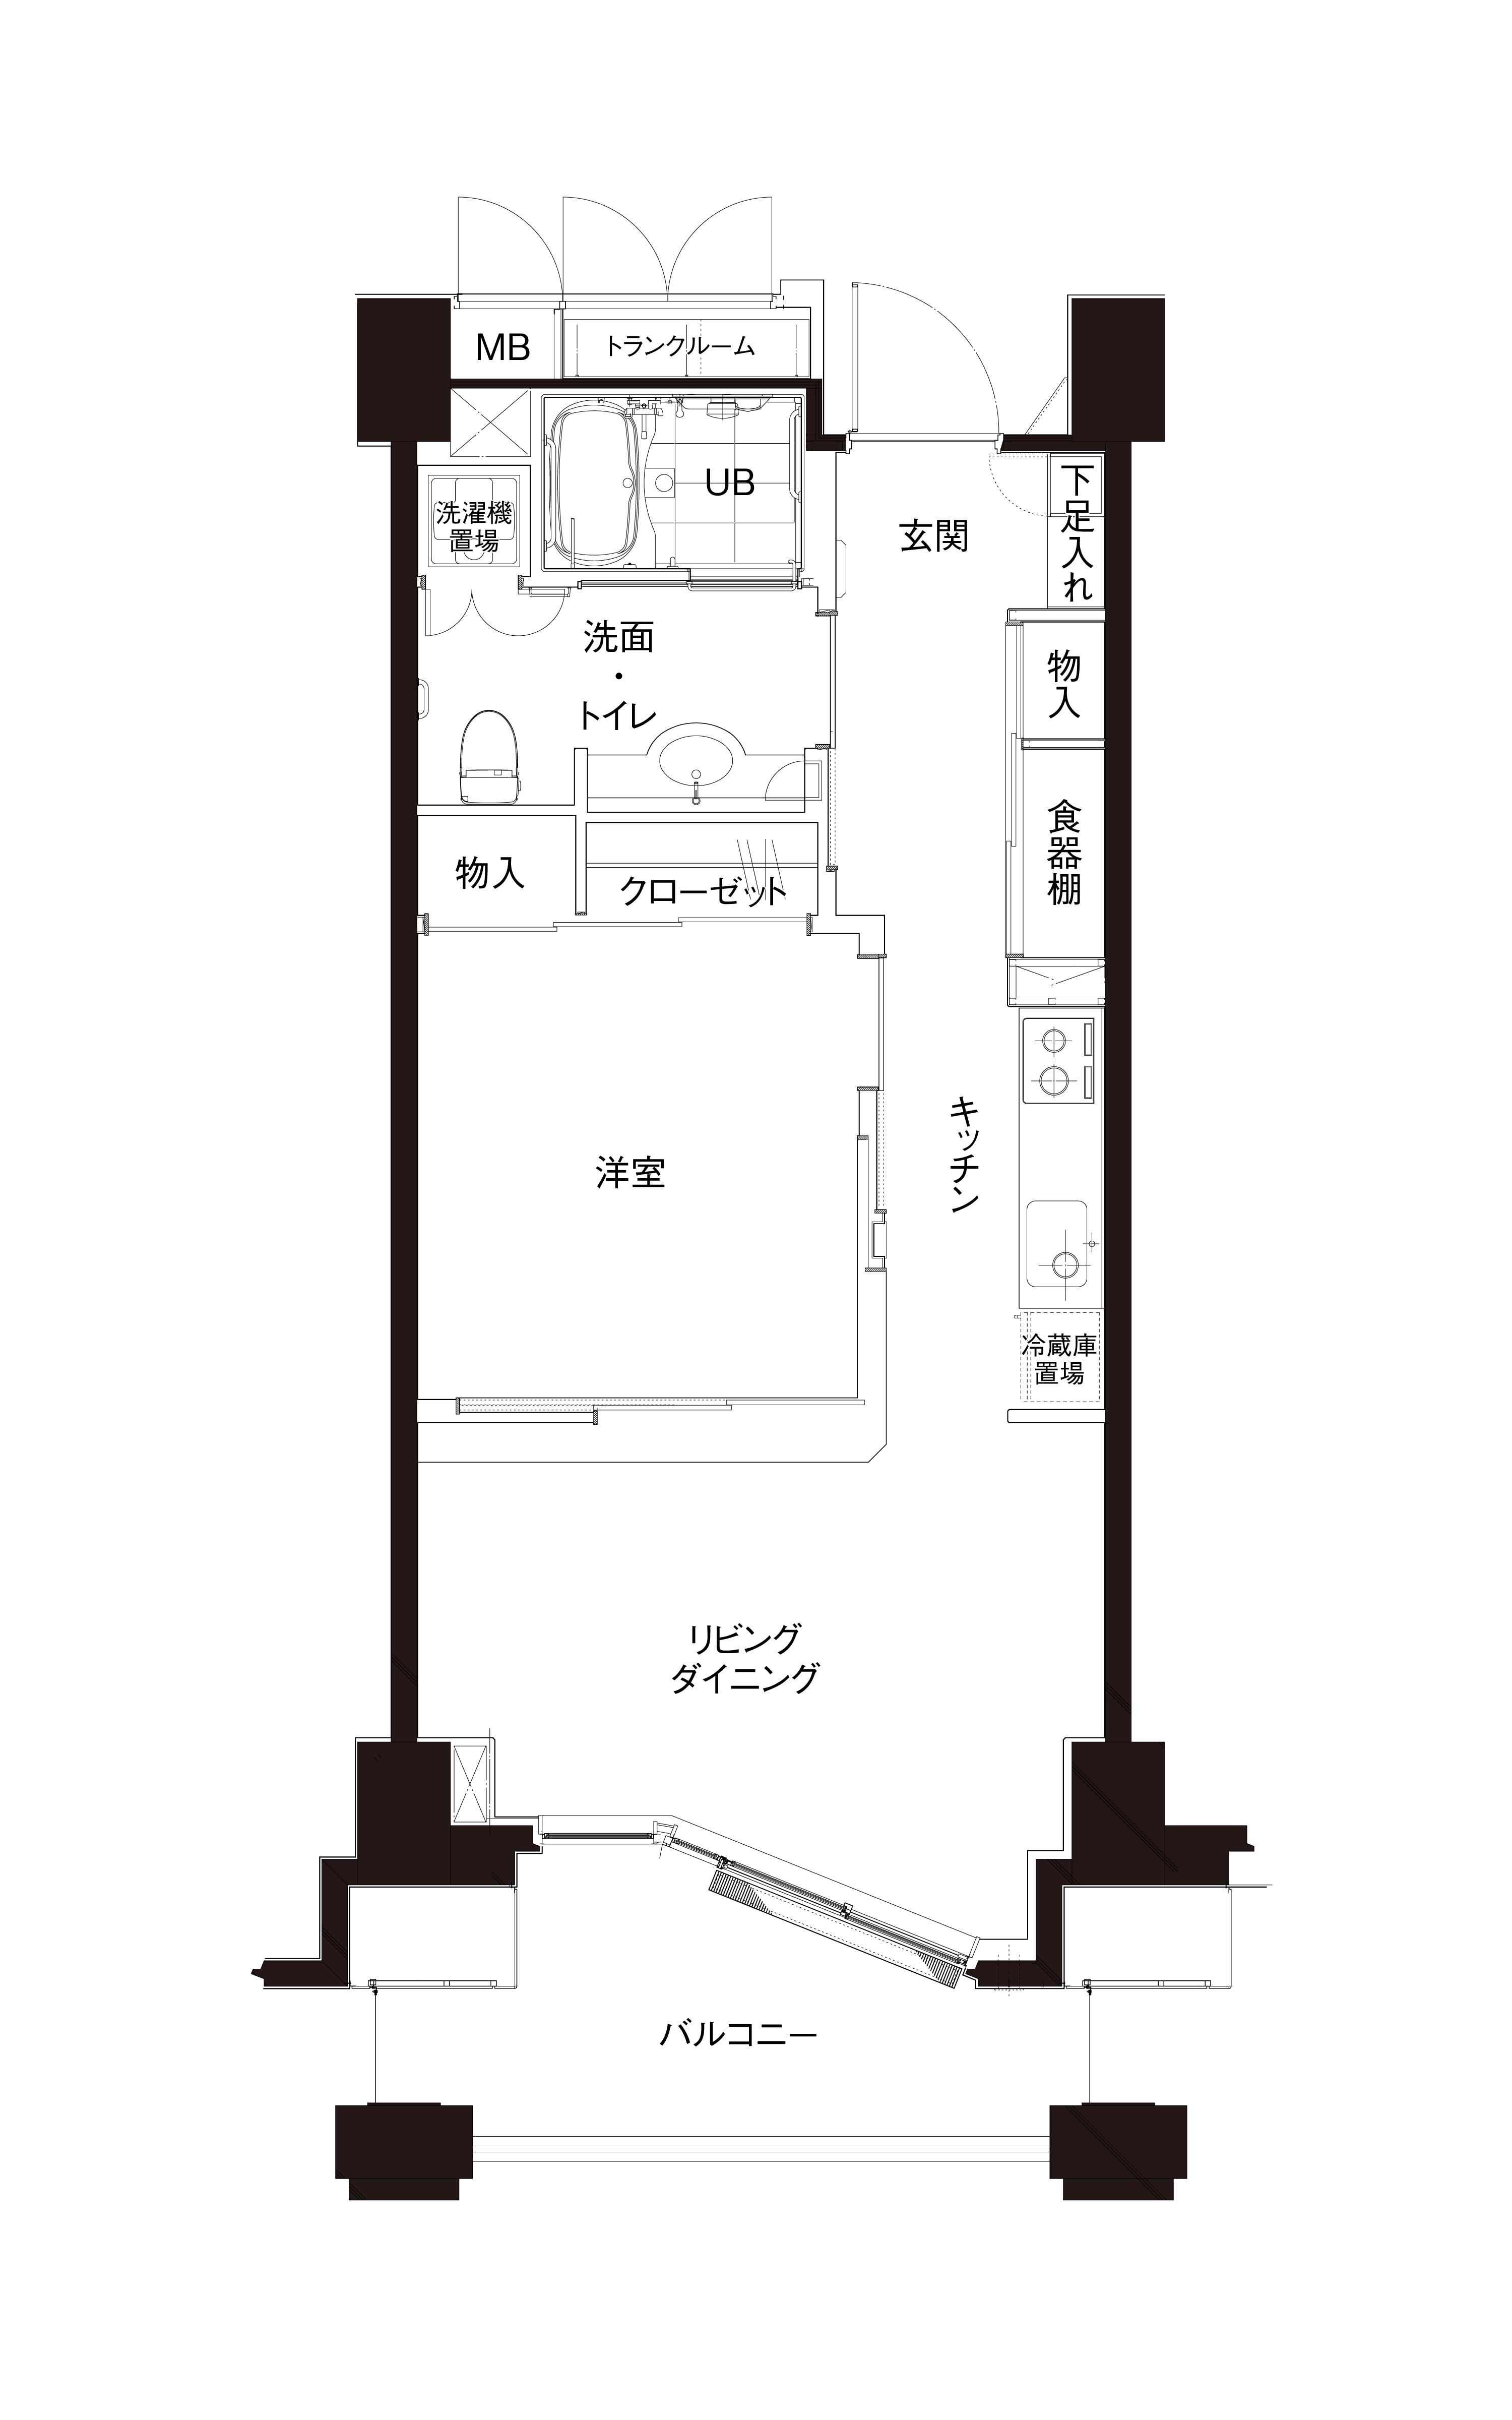 MB
トランクルーム
UB
洗濯機
置場
玄関
下足入れ
洗面
・
トイレ
物入
食器棚
物入
クローゼット
洋室
キッチン
冷蔵庫
置場
リビング
ダイニング
バルコニー